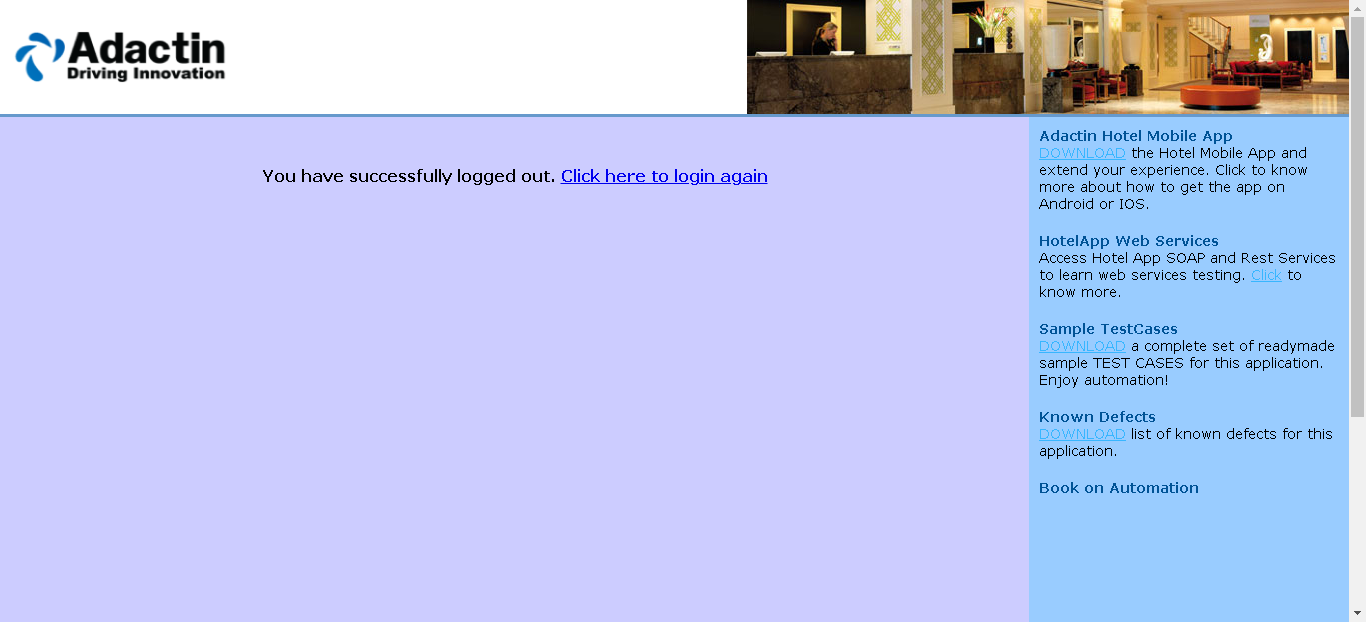 Adactin
Driving Innovation
You have successfully logged out. Click here to login again
Adactin Hotel Mobile App
DOWNLOAD the Hotel Mobile App and
extend your experience. Click to know
more about how to get the app on
Android or IOS.
HotelApp Web Services
Access Hotel App SOAP and Rest Services
to learn web services testing. Click to
know more.
Sample TestCases
DOWNLOAD a complete set of readymade
sample TEST CASES for this application.
Enjoy automation!
Known Defects
DOWNLOAD list of known defects for this
application.
Book on Automation